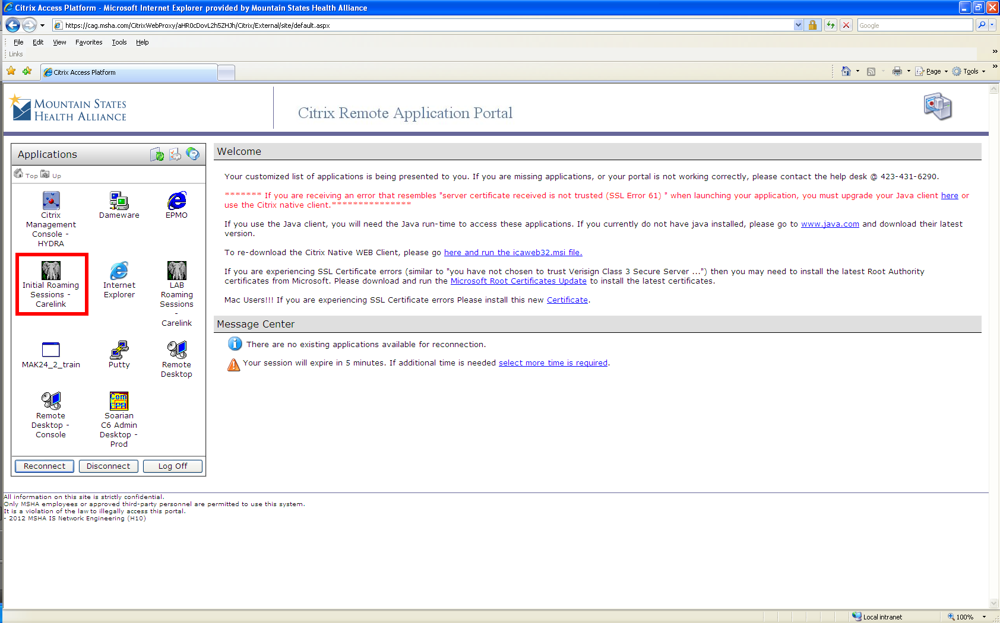 Citrix Access Platform - Microsoft Internet Explorer provided by Mountain States Health Alliance
https://cag.msha.com/CitrixWebProxy/aHR0cDovL2h5ZHJh/Citrix/External/site/default.aspx
Google
File Edit View Favorites Tools Help
Links
Citrix Access Platform
Page Tools
MOUNTAIN STATES
HEALTH ALLIANCE
Citrix Remote Application Portal
Applications
Top Up
Citrix
Management
Console -
HYDRA
Dameware
EPMO
Initial Roaming
Sessions -
Carelink
Internet
Explorer
LAB
Roaming
Sessions
-
Carelink
MAK24_2_train
Putty
Remote
Desktop
Remote
Desktop -
Console
Com
CPR
Soarian
C6 Admin
Desktop -
Prod
Reconnect Disconnect Log Off
Welcome
Your customized list of applications is being presented to you. If you are missing applications, or your portal is not working correctly, please contact the help desk @ 423-431-6290.
******* If you are receiving an error that resembles "server certificate received is not trusted (SSL Error 61) " when launching your application, you must upgrade your Java client here or
use the Citrix native client.***************
If you use the Java client, you will need the Java run-time to access these applications. If you currently do not have java installed, please go to www.java.com and download their latest
version.
To re-download the Citrix Native WEB Client, please go here and run the icaweb32.msi file.
If you are experiencing SSL Certificate errors (similar to "you have not chosen to trust Verisign Class 3 Secure Server ...") then you may need to install the latest Root Authority
certificates from Microsoft. Please download and run the Microsoft Root Certificates Update to install the latest certificates.
Mac Users!!! If you are experiencing SSL Certificate errors Please install this new Certificate.
Message Center
There are no existing applications available for reconnection.
Your session will expire in 5 minutes. If additional time is needed select more time is required.
All information on this site is strictly confidential.
Only MSHA employees or approved third-party personnel are permitted to use this system.
It is a violation of the law to illegally access this portal.
- 2012 MSHA IS Network Engineering (H10)
Local intranet
100%